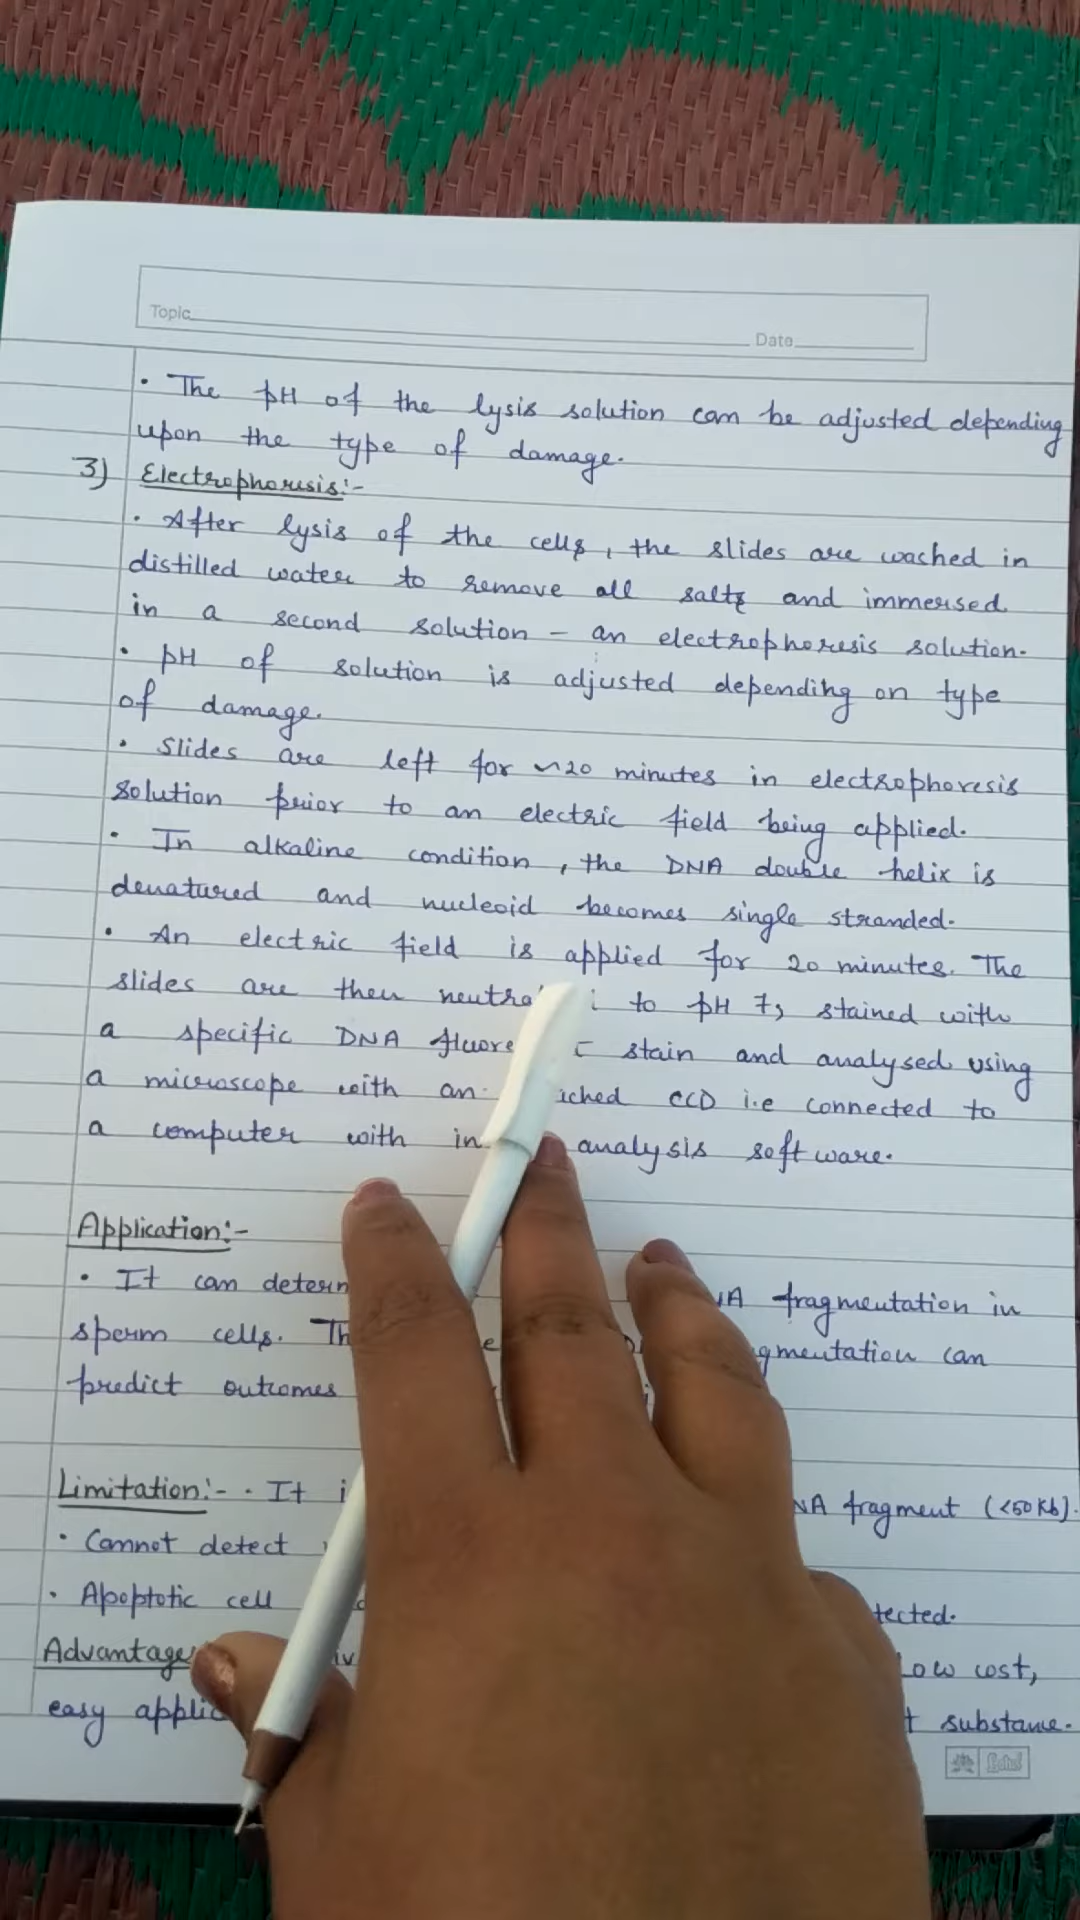 Topic
Date
• The pH of the lysis solution can be adjusted depending
upon the type of damage.
3) Electrophoresis:-
• After lysis of the cells, the slides are washed in
distilled water to remove all salts and immersed
in a second solution - an electrophoresis solution.
• pH of solution is adjusted depending on type
of damage.
• Slides are left for ~20 minutes in electrophoresis
solution prior to an electric field being applied.
• In alkaline condition, the DNA double helix is
denatured and nucleoid becomes single stranded.
• An electric field is applied for 20 minutes. The
slides are then to pH 7, stained with
a specific DNA stain and analysed using
a microscope with an CCD i.e connected to
a computer with analysis software.
Application:-
• It can fragmentation in
sperm cells. can
predict outcomes
Limitation:- • It fragment (<50Kb).
• Cannot detect
• Apoptotic cell
Low cost,
easy substance.